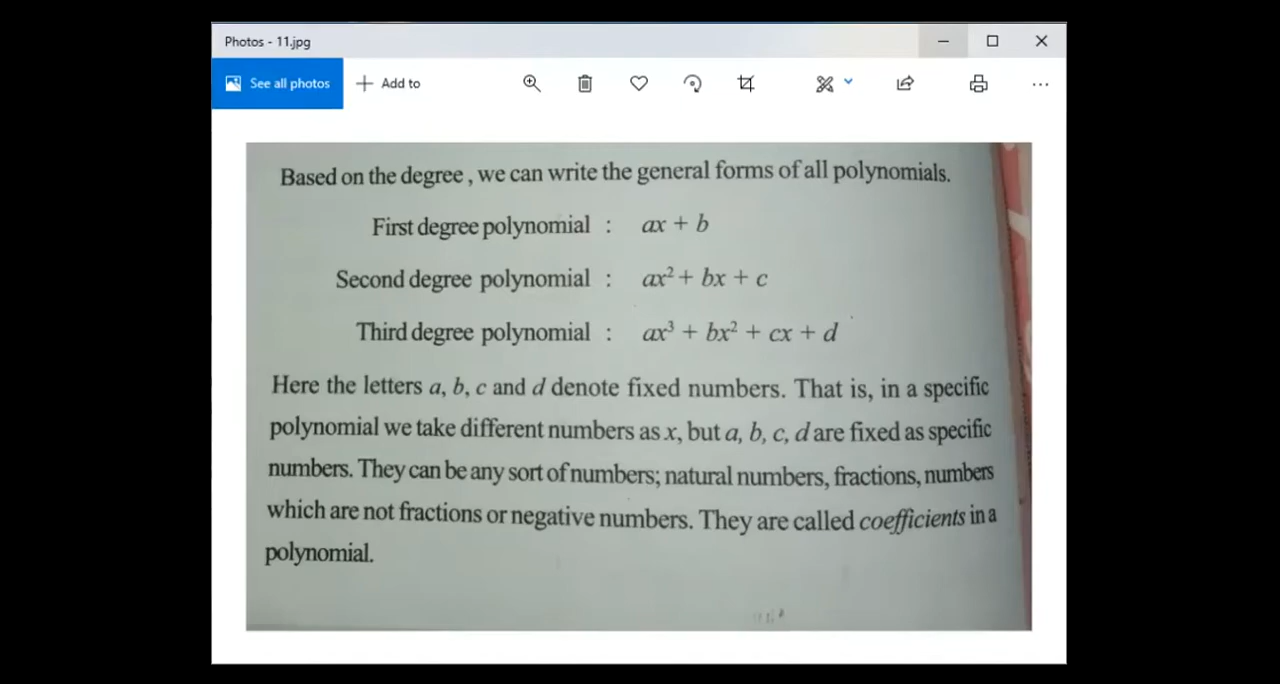 Photos - 11.jpg
See all photos
Add to
Based on the degree, we can write the general forms of all polynomials.
First degree polynomial : ax + b
Second degree polynomial : ax² + bx + c
Third degree polynomial : ax³ + bx² + cx + d
Here the letters a, b, c and d denote fixed numbers. That is, in a specific
polynomial we take different numbers as x, but a, b, c, d are fixed as specific
numbers. They can be any sort of numbers; natural numbers, fractions, numbers
which are not fractions or negative numbers. They are called coefficients in a
polynomial.